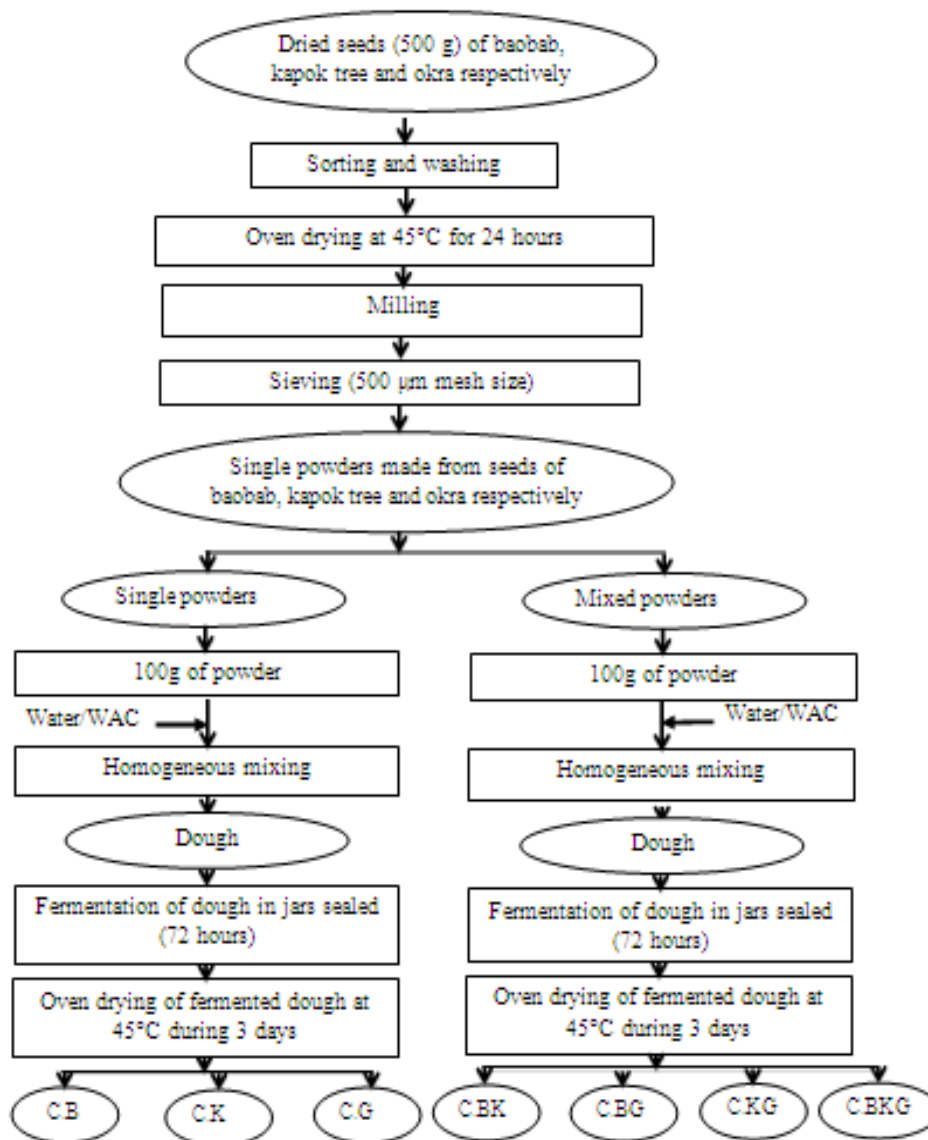 Dried seeds (500 g) of baobab,
kapok tree and okra respectively
Sorting and washing
Oven drying at 45°C for 24 hours
Milling
Sieving (500 µm mesh size)
Single powders made from seeds of
baobab, kapok tree and okra respectively
Single powders
100g of powder
Water/WAC
Homogeneous mixing
Dough
Fermentation of dough in jars sealed
(72 hours)
Oven drying of fermented dough at
45°C during 3 days
C.B
C.K
C.G
Mixed powders
100g of powder
Water/WAC
Homogeneous mixing
Dough
Fermentation of dough in jars sealed
(72 hours)
Oven drying of fermented dough at
45°C during 3 days
C.BK
C.BG
C.KG
C.BKG